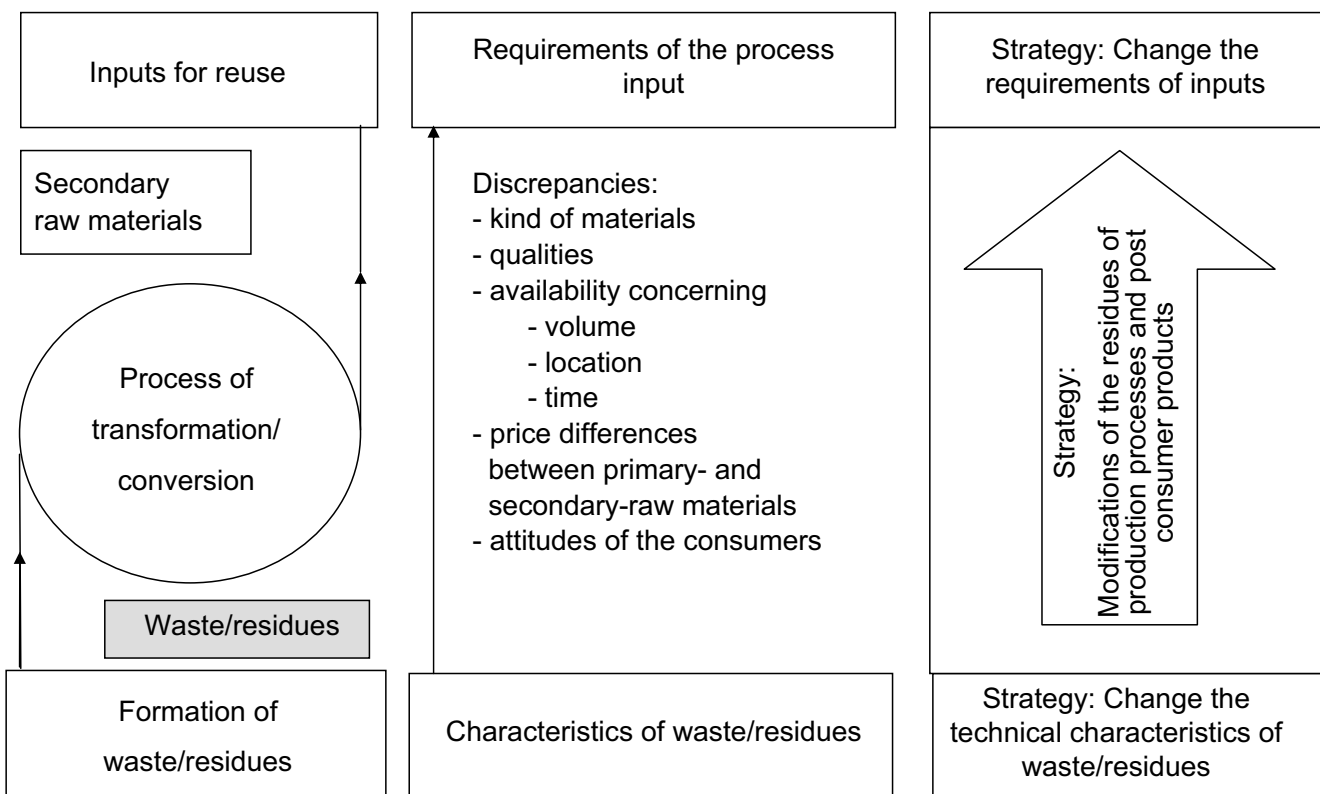 Inputs for reuse
Secondary
raw materials
Process of
transformation/
conversion
Waste/residues
Formation of
waste/residues
Requirements of the process
input
Discrepancies:
- kind of materials
- qualities
- availability concerning
- volume
- location
- time
- price differences
between primary- and
secondary-raw materials
- attitudes of the consumers
Characteristics of waste/residues
Strategy: Change the
requirements of inputs
Strategy:
Modifications of the residues of
production processes and post
consumer products
Strategy: Change the
technical characteristics of
waste/residues